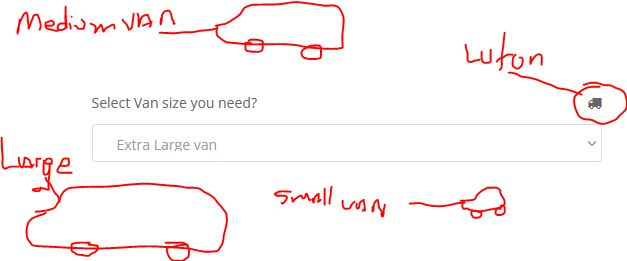 Medium VAN
Luton
Select Van size you need?
Extra Large van
Large
Small VAN